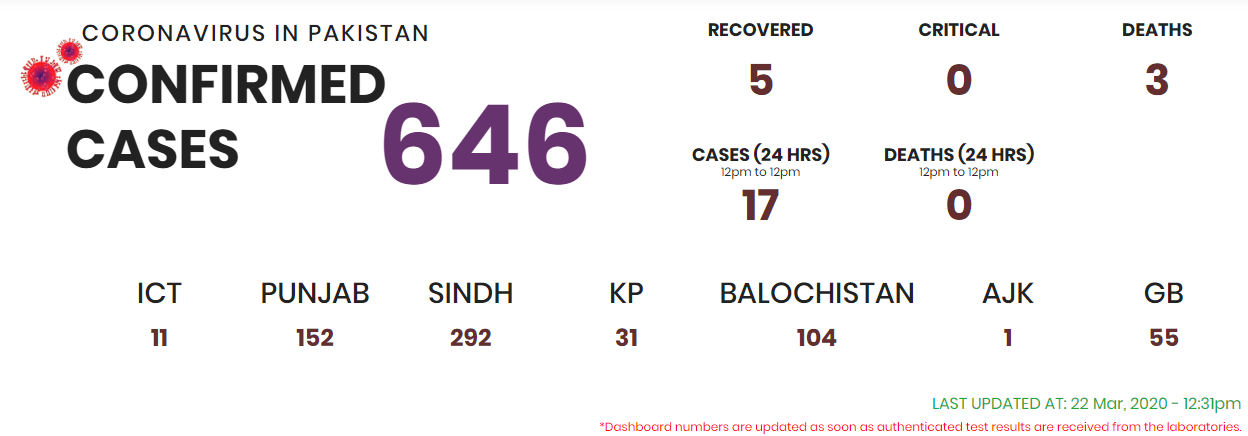 CORONAVIRUS IN PAKISTAN
CONFIRMED
CASES
646
RECOVERED CRITICAL DEATHS
5 0 3
CASES (24 HRS) DEATHS (24 HRS)
12pm to 12pm 12pm to 12pm
17 0
ICT PUNJAB SINDH KP BALOCHISTAN AJK GB
11 152 292 31 104 1 55
LAST UPDATED AT: 22 Mar, 2020 - 12:31pm
*Dashboard numbers are updated as soon as authenticated test results are received from the laboratories.